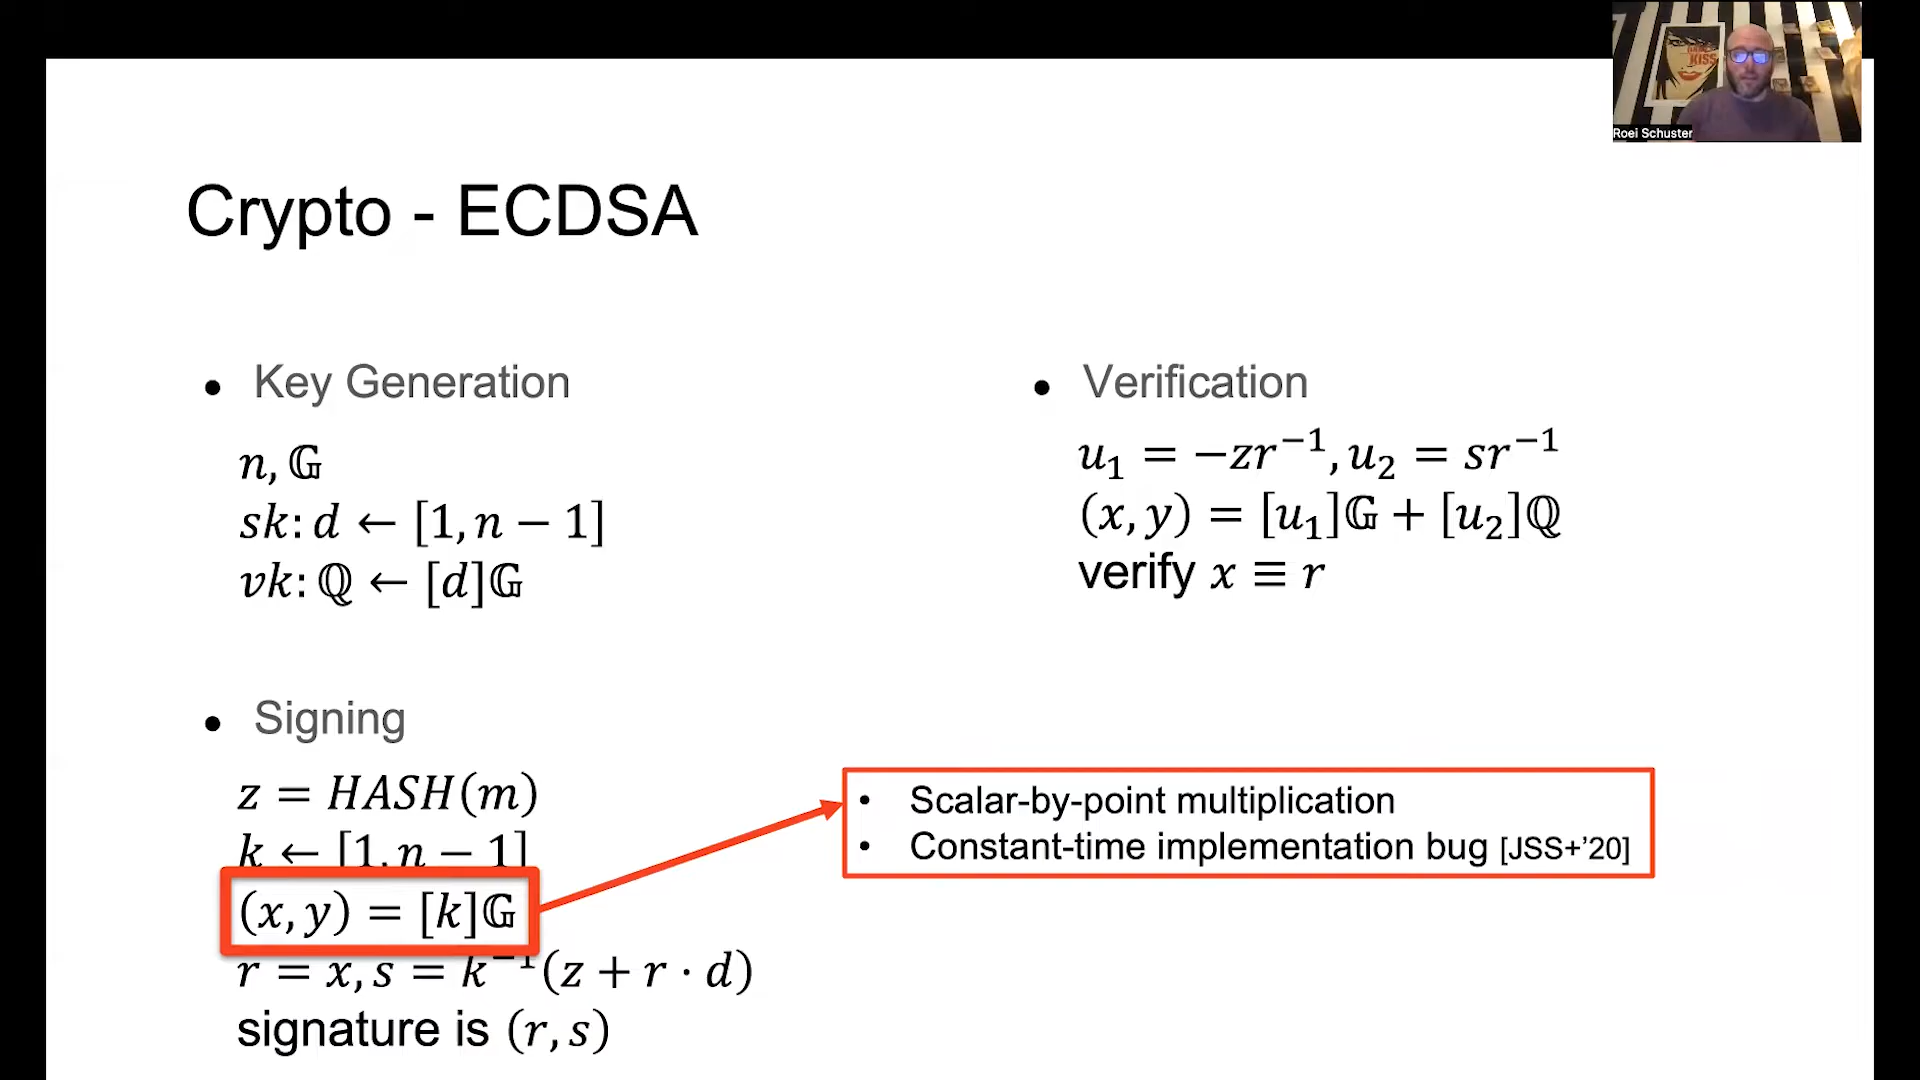 Roei Schuster
Crypto - ECDSA
• Key Generation
n, 𝔾
sk: d ← [1, n − 1]
vk: ℚ ← [d]𝔾
• Verification
u₁ = −zr⁻¹, u₂ = sr⁻¹
(x, y) = [u₁]𝔾 + [u₂]ℚ
verify x ≡ r
• Signing
z = HASH(m)
k ← [1, n − 1]
(x, y) = [k]𝔾
r = x, s = k⁻¹(z + r · d)
signature is (r, s)
• Scalar-by-point multiplication
• Constant-time implementation bug [JSS+’20]